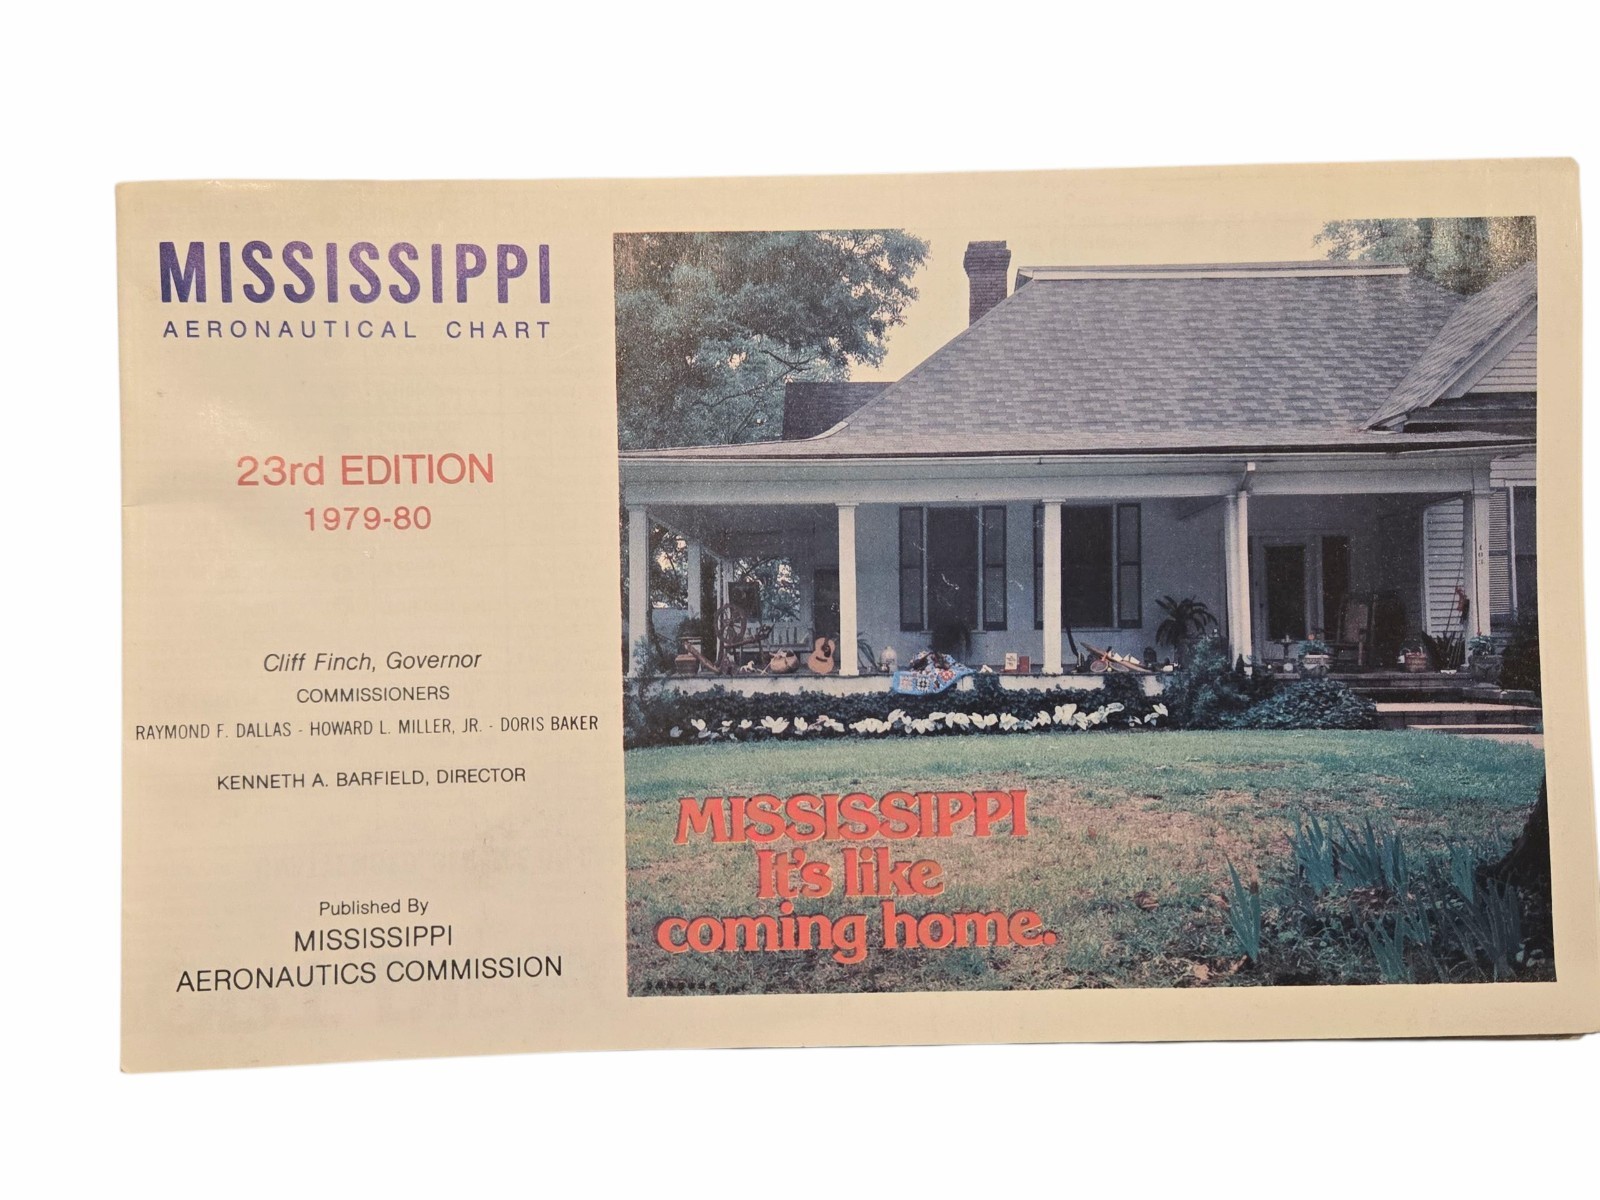 MISSISSIPPI
AERONAUTICAL CHART
23rd EDITION
1979-80
Cliff Finch, Governor
COMMISSIONERS
RAYMOND F. DALLAS - HOWARD L. MILLER, JR. - DORIS BAKER
KENNETH A. BARFIELD, DIRECTOR
Published By
MISSISSIPPI
AERONAUTICS COMMISSION
MISSISSIPPI
It's like
coming home.